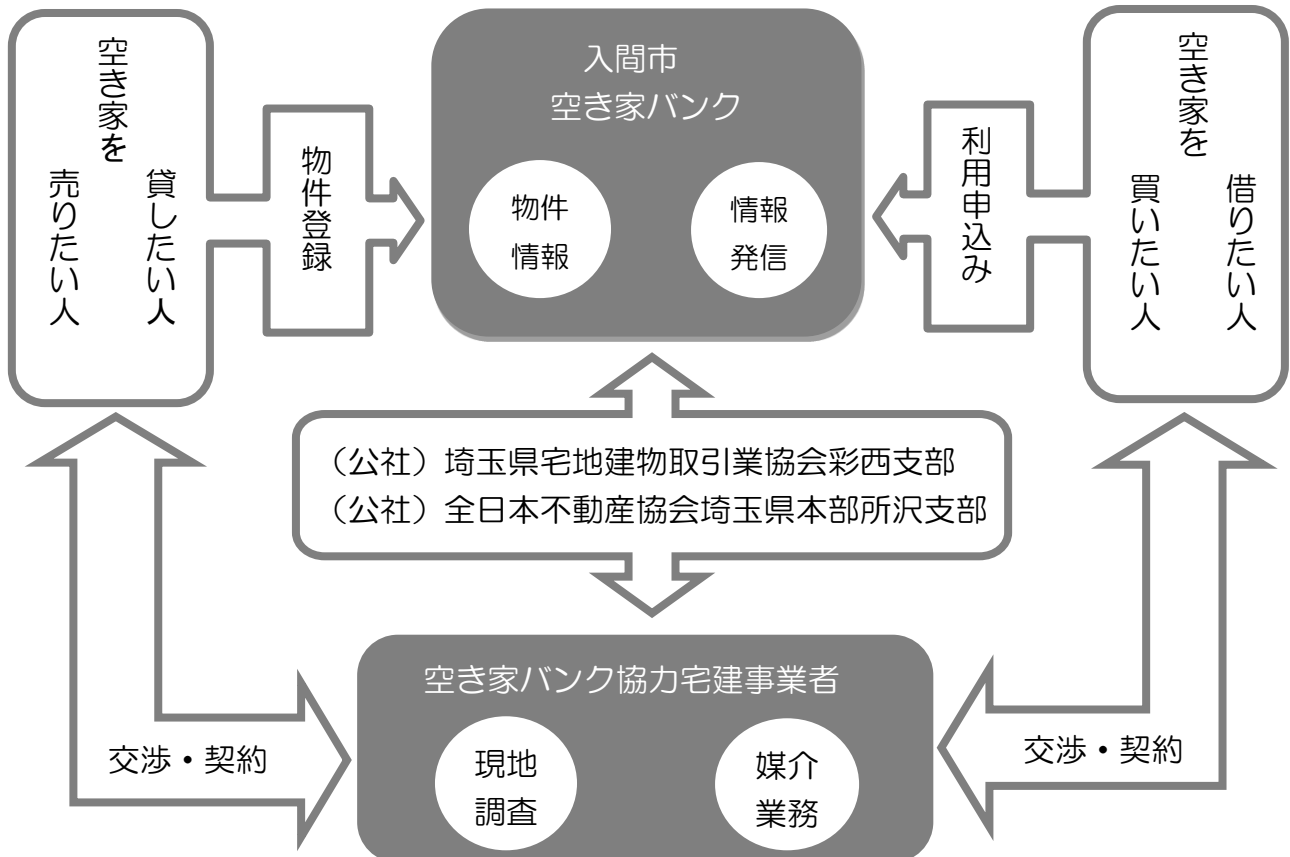 空き家を
貸したい人
売りたい人
物件登録
入間市
空き家バンク
物件
情報
情報
発信
利用申込み
空き家を
借りたい人
買いたい人
（公社）埼玉県宅地建物取引業協会彩西支部
（公社）全日本不動産協会埼玉県本部所沢支部
交渉・契約
空き家バンク協力宅建事業者
現地
調査
媒介
業務
交渉・契約